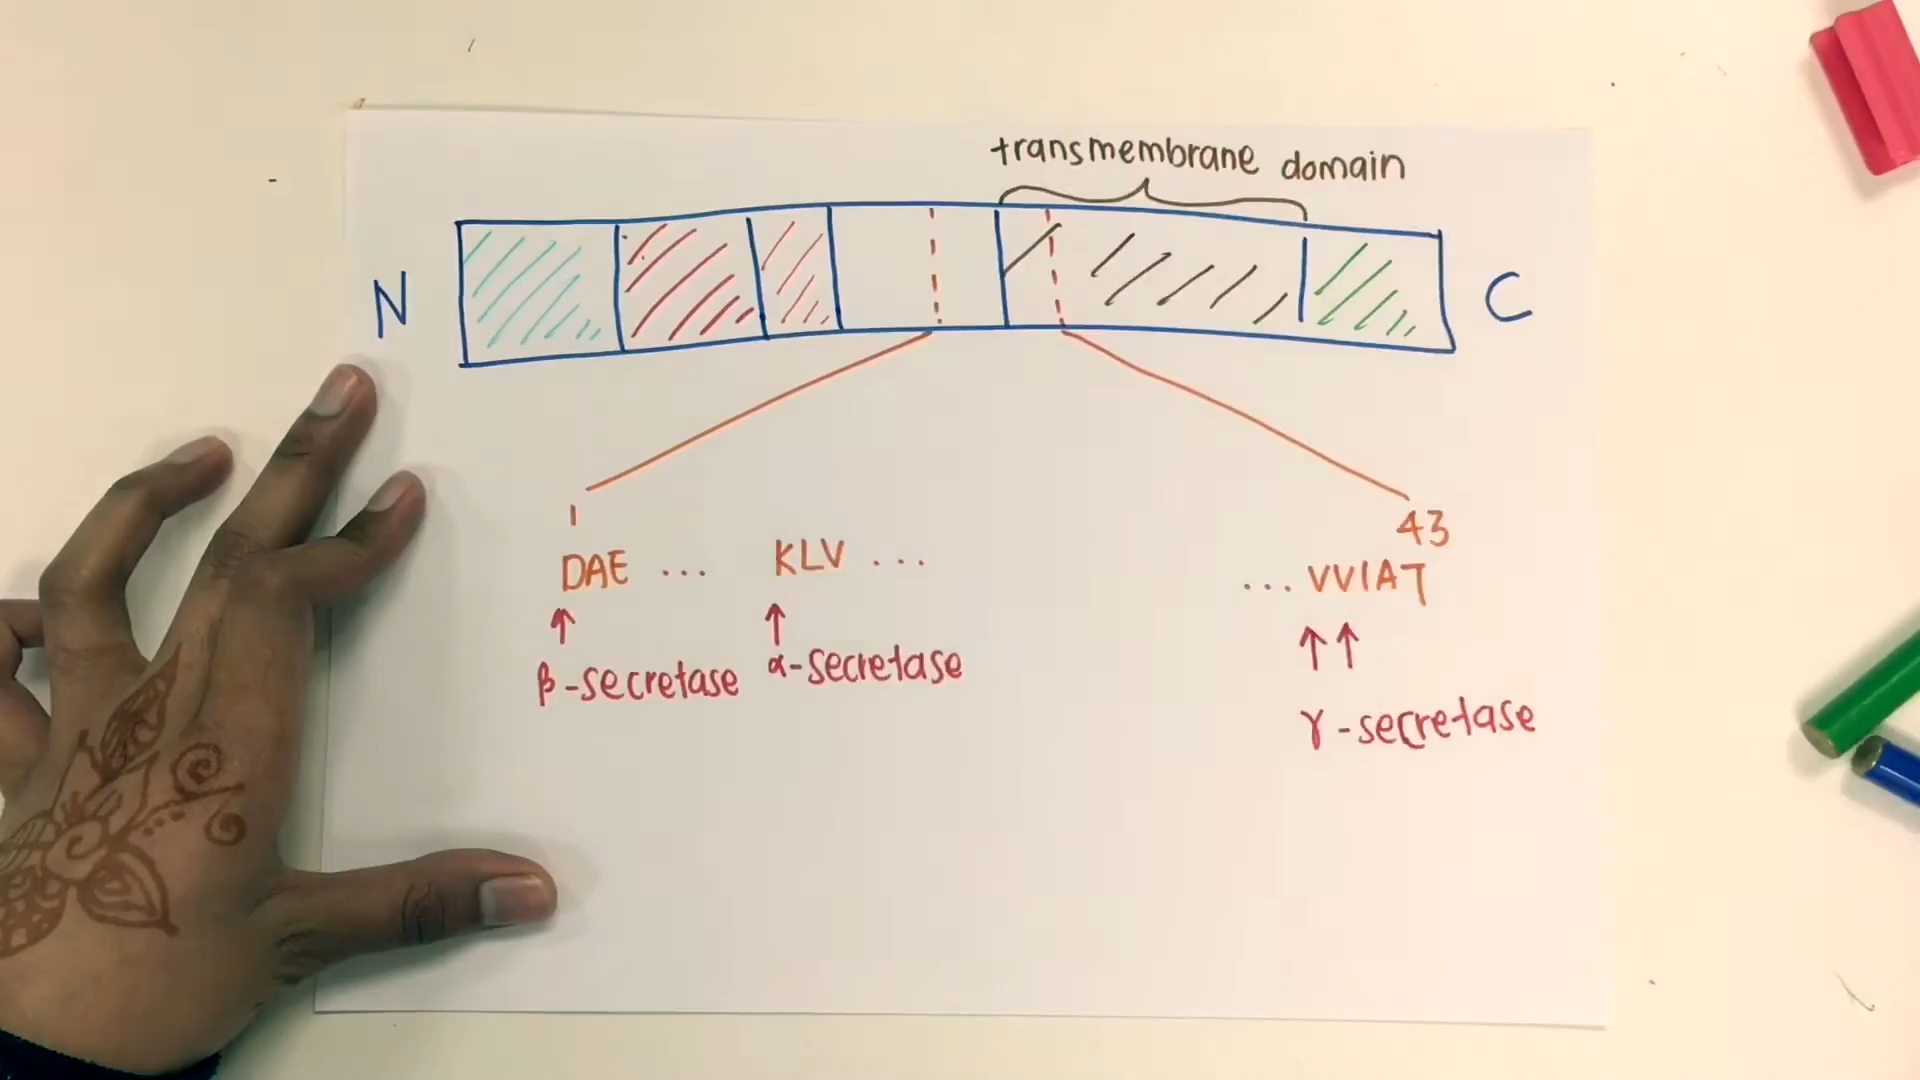 transmembrane domain
N
C
1
43
DAE ... KLV ... ... VVIAT
↑ ↑ ↑↑
β-secretase α-secretase
γ-secretase